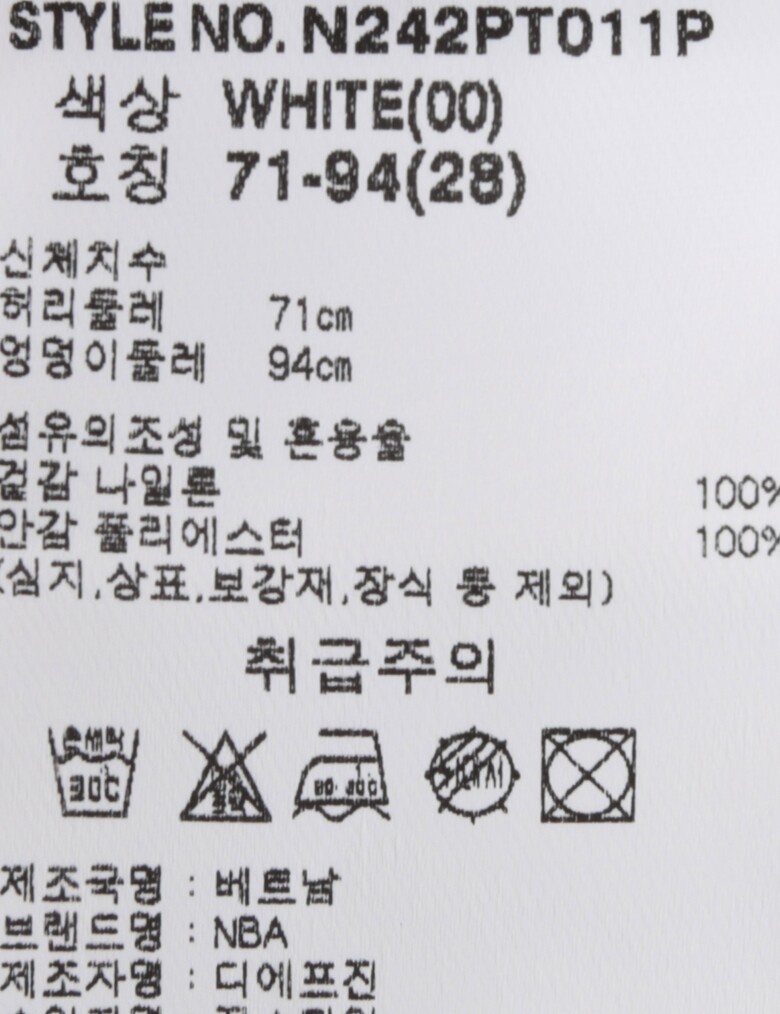 STYLE NO. N242PT011P
색상 WHITE(00)
호칭 71-94(28)
신체치수
허리둘레 71cm
엉덩이둘레 94cm
섬유의조성 및 혼용율
겉감 나일론 100%
안감 폴리에스터 100%
(심지,상표,보강재,장식 등 제외)
취급주의
제조국명 : 베트남
브랜드명 : NBA
제조자명 : 디에프진